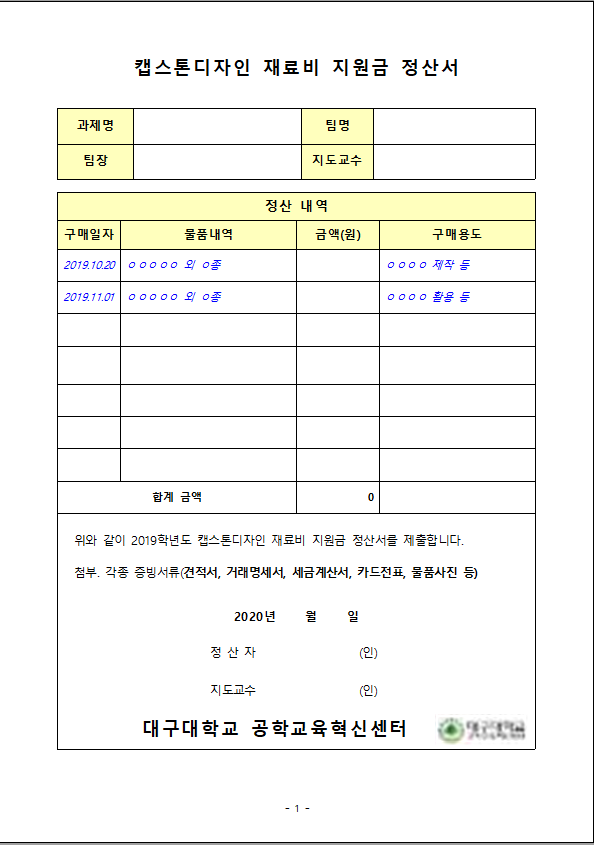 캡스톤디자인 재료비 지원금 정산서
과제명 팀명
팀장 지도교수
정산 내역
구매일자 물품내역 금액(원) 구매용도
2019.10.20 ㅇㅇㅇㅇㅇ 외 ㅇ종 ㅇㅇㅇㅇ 제작 등
2019.11.01 ㅇㅇㅇㅇㅇ 외 ㅇ종 ㅇㅇㅇㅇ 활용 등
합계 금액 0
위와 같이 2019학년도 캡스톤디자인 재료비 지원금 정산서를 제출합니다.
첨부. 각종 증빙서류(견적서, 거래명세서, 세금계산서, 카드전표, 물품사진 등)
2020년 월 일
정 산 자 (인)
지도교수 (인)
대구대학교 공학교육혁신센터 대구대학교
- 1 -